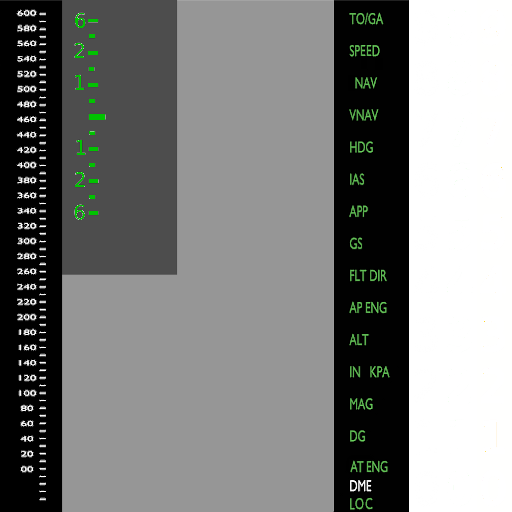 600
580
560
540
520
500
480
460
440
420
400
380
360
340
320
300
280
260
240
220
200
180
160
140
120
100
80
60
40
20
00
6
2
1
1
2
6
TO/GA
SPEED
NAV
VNAV
HDG
IAS
APP
GS
FLT DIR
AP ENG
ALT
IN KPA
MAG
DG
AT ENG
DME
LOC